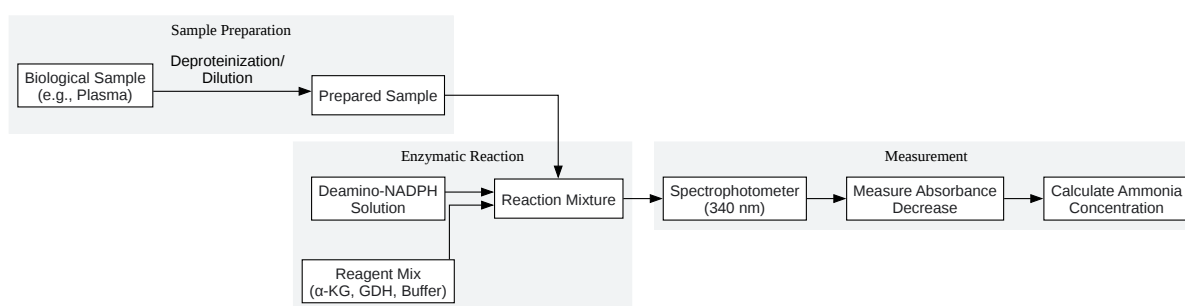 Sample Preparation
Deproteinization/
Dilution
Biological Sample
(e.g., Plasma)
Prepared Sample
Enzymatic Reaction
Deamino-NADPH
Solution
Reaction Mixture
Reagent Mix
(α-KG, GDH, Buffer)
Measurement
Spectrophotometer
(340 nm)
Measure Absorbance
Decrease
Calculate Ammonia
Concentration